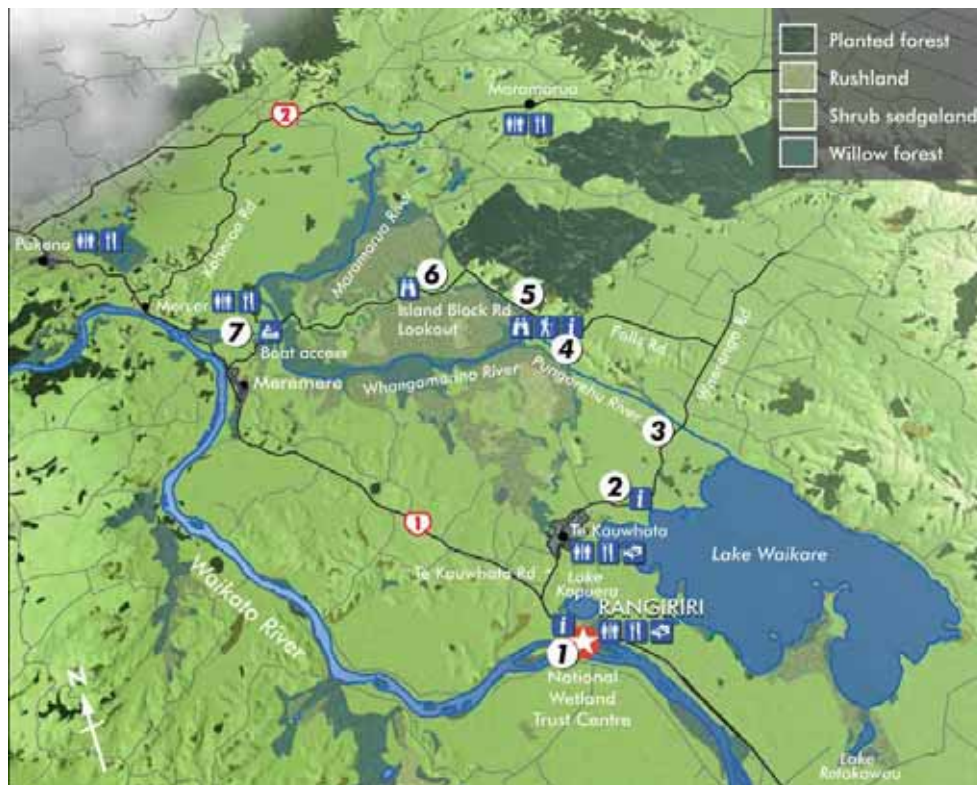 Planted forest
Rushland
Shrub sedgeland
Willow forest
2
Maramarua
Pokeno
Koheroa Rd
Maramarua River
Mercer
6
Island Block Rd
Lookout
5
7
Boat access
4
Falls Rd
Waerenga Rd
Meremere
Whangamarino River
Pungarehu River
3
2
i
1
Te Kauwhata
Lake Waikare
Te Kauwhata Rd
Lake
Kopuera
Waikato River
RANGIRIRI
i
1
National
Wetland
Trust Centre
N
Lake
Rotokawau